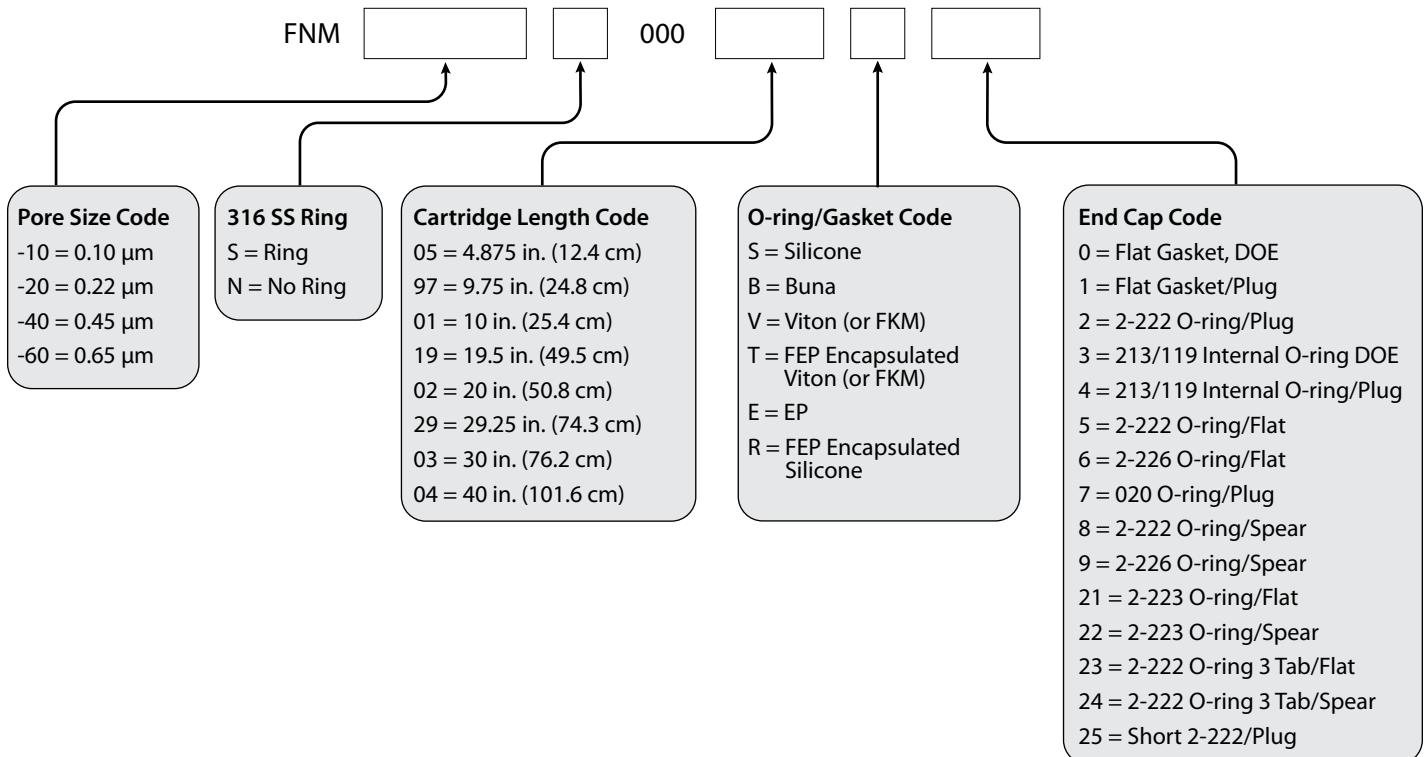 FNM 000
Pore Size Code
-10 = 0.10 µm
-20 = 0.22 µm
-40 = 0.45 µm
-60 = 0.65 µm
316 SS Ring
S = Ring
N = No Ring
Cartridge Length Code
05 = 4.875 in. (12.4 cm)
97 = 9.75 in. (24.8 cm)
01 = 10 in. (25.4 cm)
19 = 19.5 in. (49.5 cm)
02 = 20 in. (50.8 cm)
29 = 29.25 in. (74.3 cm)
03 = 30 in. (76.2 cm)
04 = 40 in. (101.6 cm)
O-ring/Gasket Code
S = Silicone
B = Buna
V = Viton (or FKM)
T = FEP Encapsulated
Viton (or FKM)
E = EP
R = FEP Encapsulated
Silicone
End Cap Code
0 = Flat Gasket, DOE
1 = Flat Gasket/Plug
2 = 2-222 O-ring/Plug
3 = 213/119 Internal O-ring DOE
4 = 213/119 Internal O-ring/Plug
5 = 2-222 O-ring/Flat
6 = 2-226 O-ring/Flat
7 = 020 O-ring/Plug
8 = 2-222 O-ring/Spear
9 = 2-226 O-ring/Spear
21 = 2-223 O-ring/Flat
22 = 2-223 O-ring/Spear
23 = 2-222 O-ring 3 Tab/Flat
24 = 2-222 O-ring 3 Tab/Spear
25 = Short 2-222/Plug